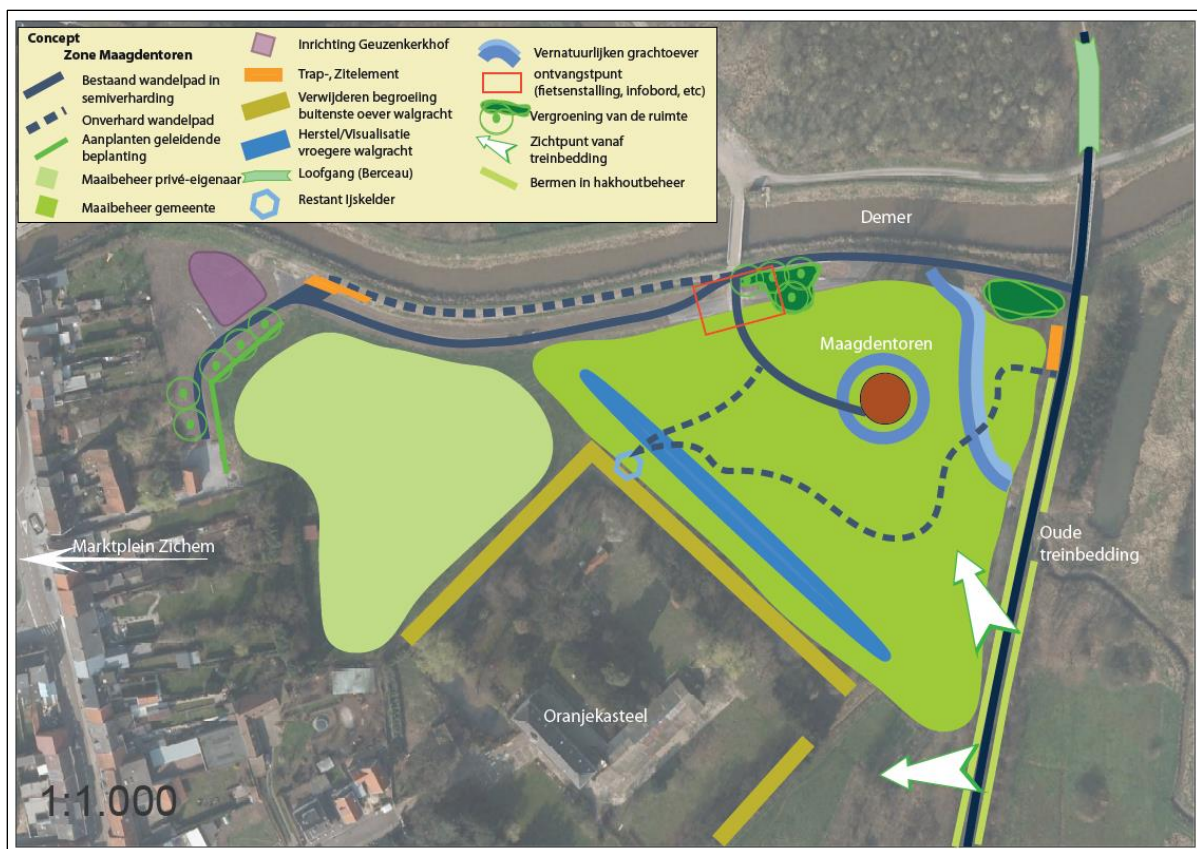 Concept
Zone Maagdentoren
Bestaand wandelpad in
semiverharding
Onverhard wandelpad
Aanplanten geleidende
beplanting
Maaibeheer privé-eigenaar
Maaibeheer gemeente
Inrichting Geuzenkerkhof
Trap-, Zitelement
Verwijderen begroeiing
buitenste oever walgracht
Herstel/Visualisatie
vroegere walgracht
Loofgang (Berceau)
Restant Ijskelder
Vernatuurlijken grachtoever
ontvangstpunt
(fietsenstalling, infobord, etc)
Vergroening van de ruimte
Zichtpunt vanaf
treinbedding
Bermen in hakhoutbeheer
Demer
Maagdentoren
Marktplein Zichem
Oude
treinbedding
Oranjekasteel
1:1.000